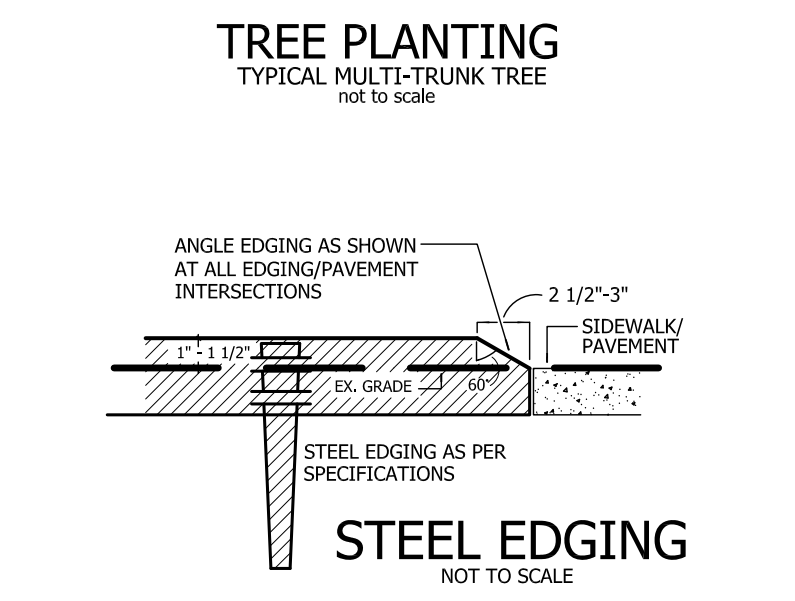 TREE PLANTING
TYPICAL MULTI-TRUNK TREE
not to scale
ANGLE EDGING AS SHOWN
AT ALL EDGING/PAVEMENT
INTERSECTIONS
2 1/2"-3"
SIDEWALK/
PAVEMENT
1" - 1 1/2"
EX. GRADE
60°
STEEL EDGING AS PER
SPECIFICATIONS
STEEL EDGING
NOT TO SCALE